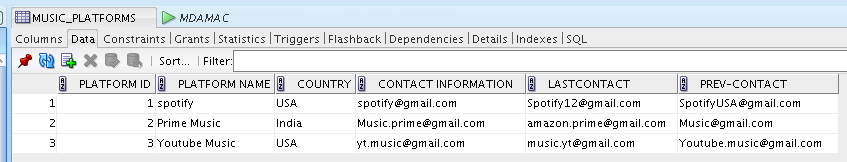 MUSIC_PLATFORMS MDAMAC
Columns Data Constraints Grants Statistics Triggers Flashback Dependencies Details Indexes SQL
Sort... Filter:
PLATFORM ID PLATFORM NAME COUNTRY CONTACT INFORMATION LASTCONTACT PREV-CONTACT
1 1 spotify USA spotify@gmail.com Spotify12@gmail.com SpotifyUSA@gmail.com
2 2 Prime Music India Music.prime@gmail.com amazon.prime@gmail.com Music@gmail.com
3 3 Youtube Music USA yt.music@gmail.com music.yt@gmail.com Youtube.music@gmail.com